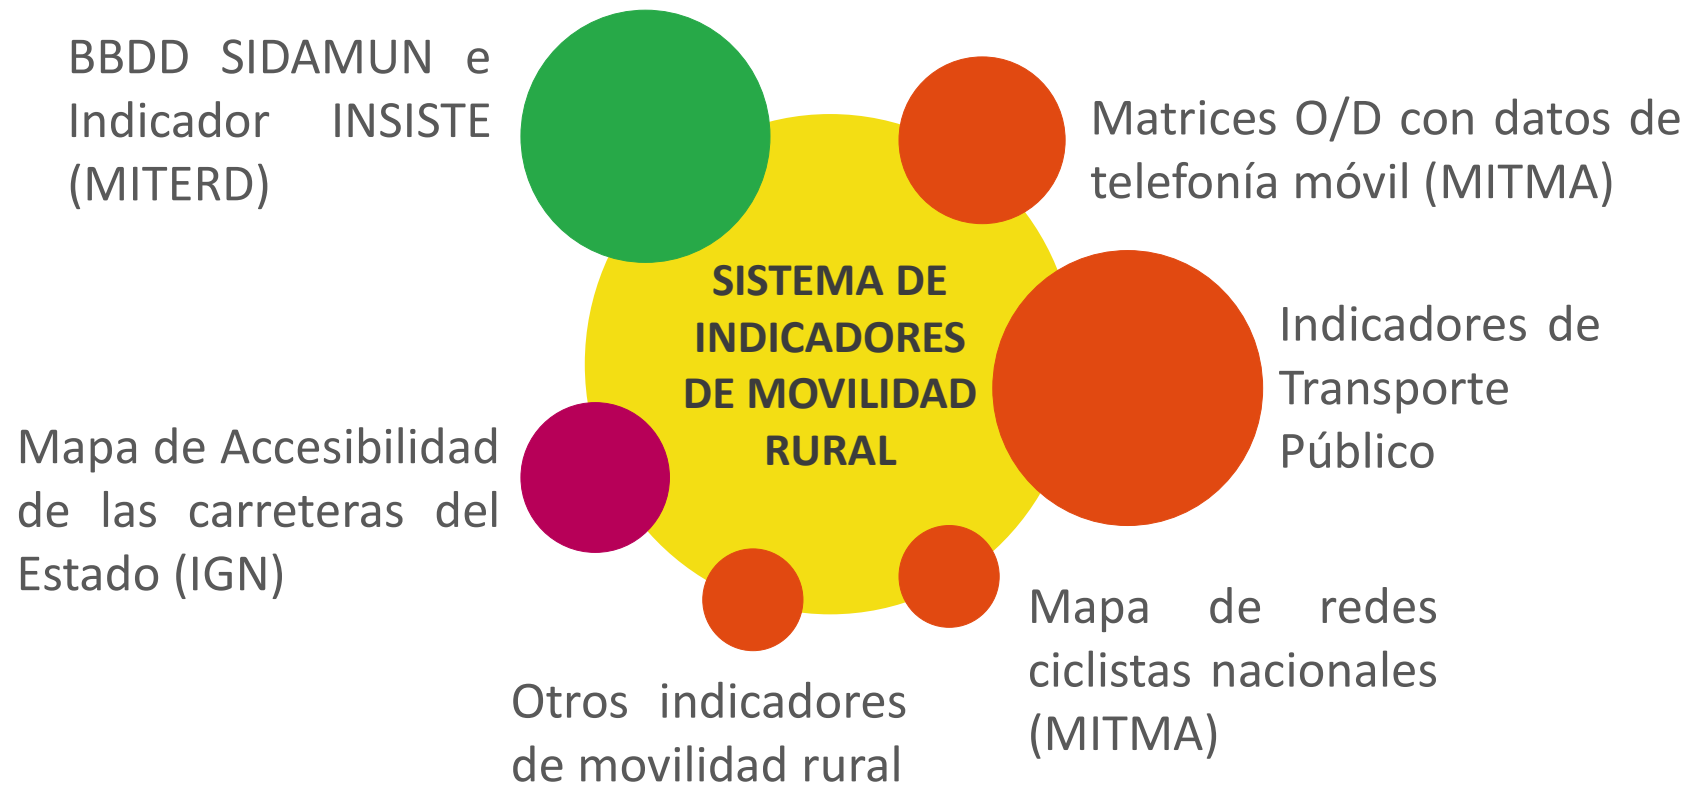 BBDD SIDAMUN e
Indicador INSISTE
(MITERD)
Matrices O/D con datos de
telefonía móvil (MITMA)
SISTEMA DE
INDICADORES
DE MOVILIDAD
RURAL
Indicadores de
Transporte
Público
Mapa de Accesibilidad
de las carreteras del
Estado (IGN)
Mapa de redes
ciclistas nacionales
(MITMA)
Otros indicadores
de movilidad rural